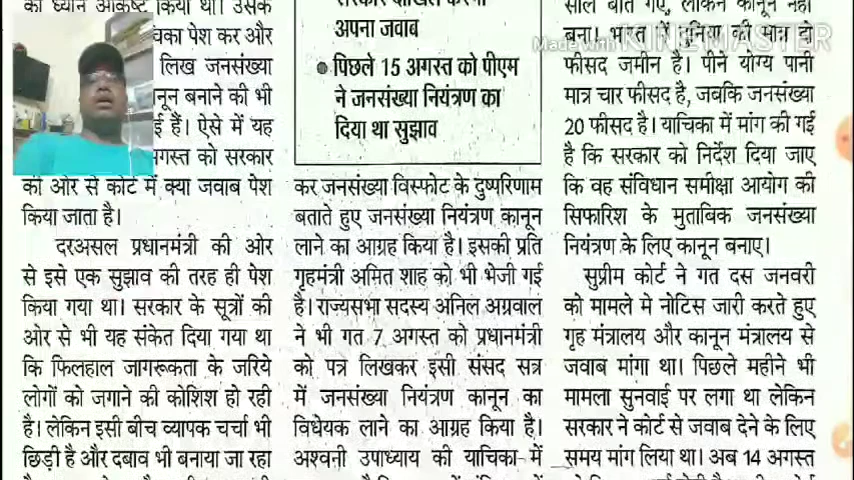 का ध्यान आकृष्ट किया था। उसके
पेश कर और
लिख जनसंख्या
बनाने की भी
ई हैं। ऐसे में यह
को सरकार
की ओर से कोर्ट में क्या जवाब पेश
किया जाता है।
दरअसल प्रधानमंत्री की ओर
से इसे एक सुझाव की तरह ही पेश
किया गया था। सरकार के सूत्रों की
ओर से भी यह संकेत दिया गया था
कि फिलहाल जागरूकता के जरिये
लोगों को जगाने की कोशिश हो रही
है। लेकिन इसी बीच व्यापक चर्चा भी
छिड़ी है और दबाव भी बनाया जा रहा
अपना जवाब
पिछले 15 अगस्त को पीएम
ने जनसंख्या नियंत्रण का
दिया था सुझाव
कर जनसंख्या विस्फोट के दुष्परिणाम
बताते हुए जनसंख्या नियंत्रण कानून
लाने का आग्रह किया है। इसकी प्रति
गृहमंत्री अमित शाह को भी भेजी गई
है। राज्यसभा सदस्य अनिल अग्रवाल
ने भी गत 7 अगस्त को प्रधानमंत्री
को पत्र लिखकर इसी संसद सत्र
में जनसंख्या नियंत्रण कानून का
विधेयक लाने का आग्रह किया है।
अश्वनी उपाध्याय की याचिका में
साल बीत गए, लेकिन कानून नहीं
बना। भारत में दुनिया की मात्र दो
फीसद जमीन है। पीने योग्य पानी
मात्र चार फीसद है, जबकि जनसंख्या
20 फीसद है। याचिका में मांग की गई
है कि सरकार को निर्देश दिया जाए
कि वह संविधान समीक्षा आयोग की
सिफारिश के मुताबिक जनसंख्या
नियंत्रण के लिए कानून बनाए।
सुप्रीम कोर्ट ने गत दस जनवरी
को मामले मे नोटिस जारी करते हुए
गृह मंत्रालय और कानून मंत्रालय से
जवाब मांगा था। पिछले महीने भी
मामला सुनवाई पर लगा था लेकिन
सरकार ने कोर्ट से जवाब देने के लिए
समय मांग लिया था। अब 14 अगस्त
Made with KINEMASTER